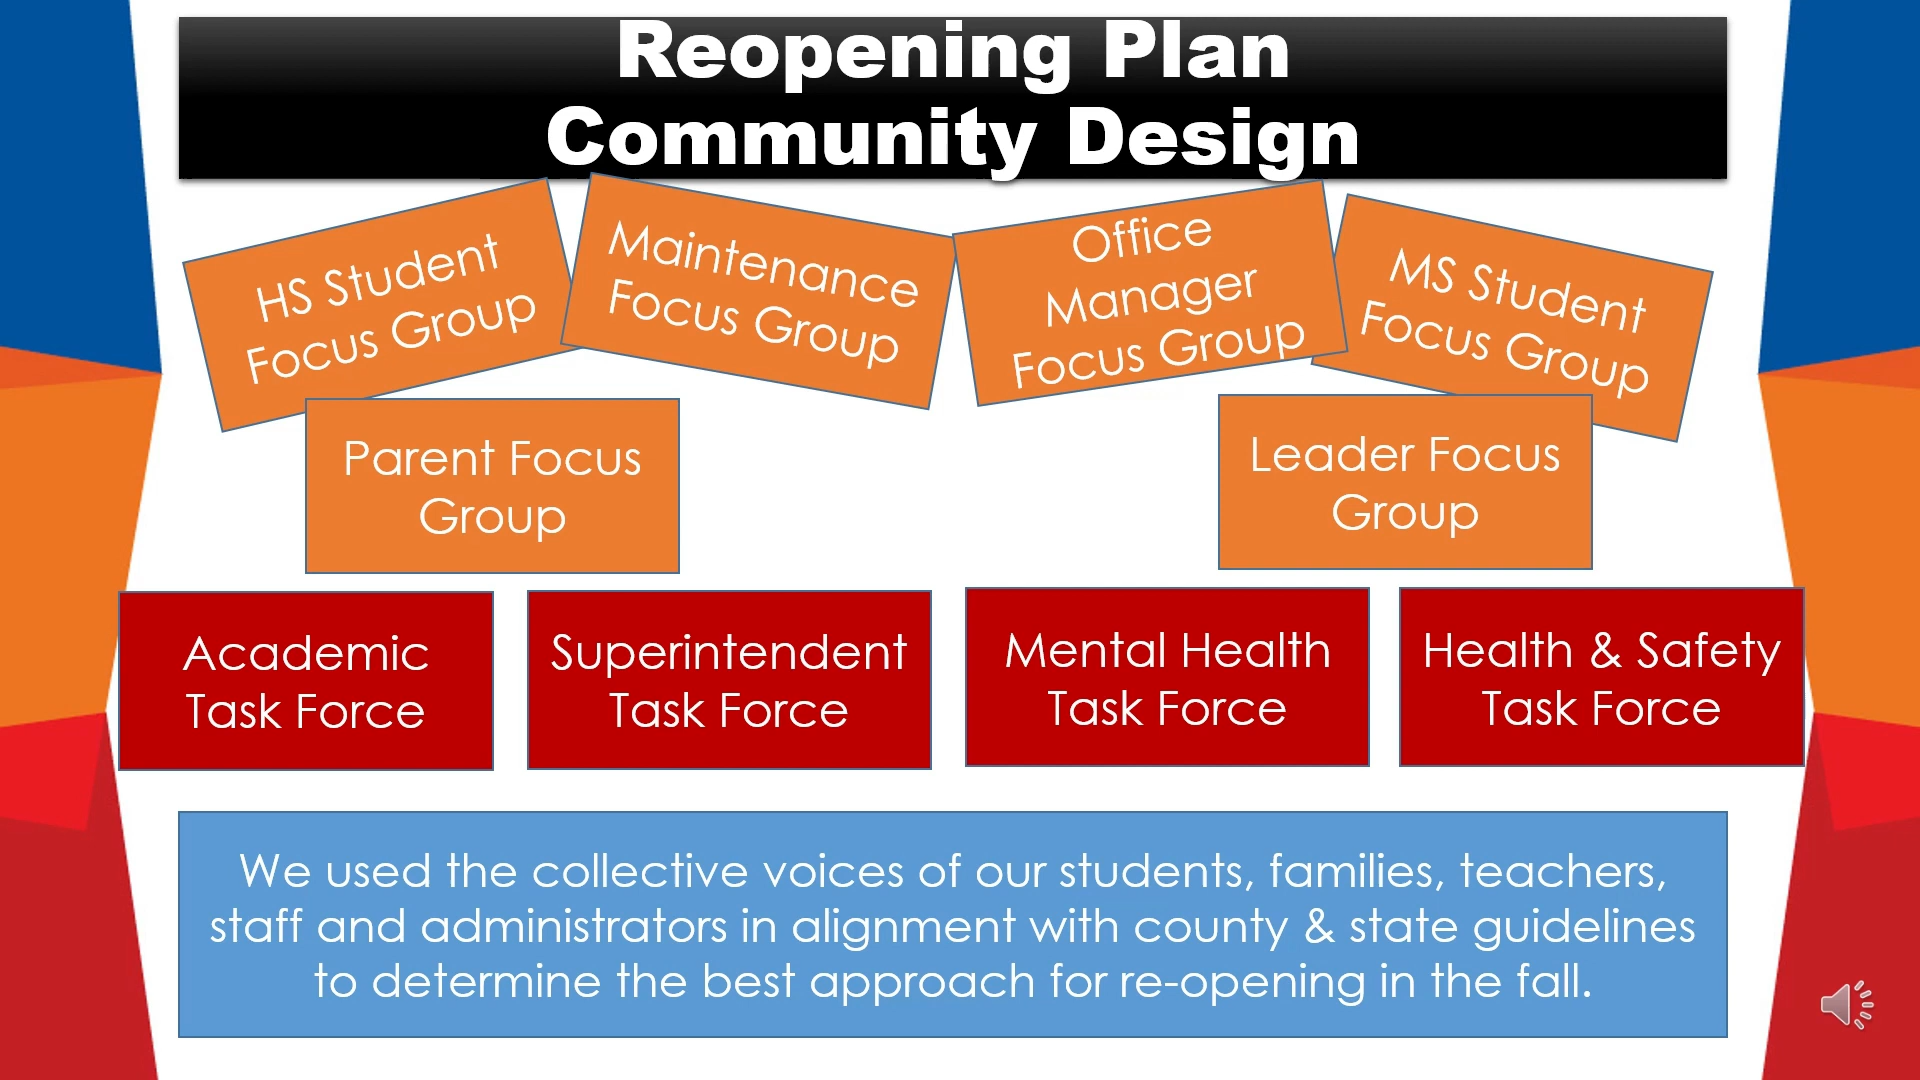 Reopening Plan
Community Design
HS Student
Focus Group
Maintenance
Focus Group
Office
Manager
Focus Group
MS Student
Focus Group
Parent Focus
Group
Leader Focus
Group
Academic
Task Force
Superintendent
Task Force
Mental Health
Task Force
Health & Safety
Task Force
We used the collective voices of our students, families, teachers,
staff and administrators in alignment with county & state guidelines
to determine the best approach for re-opening in the fall.